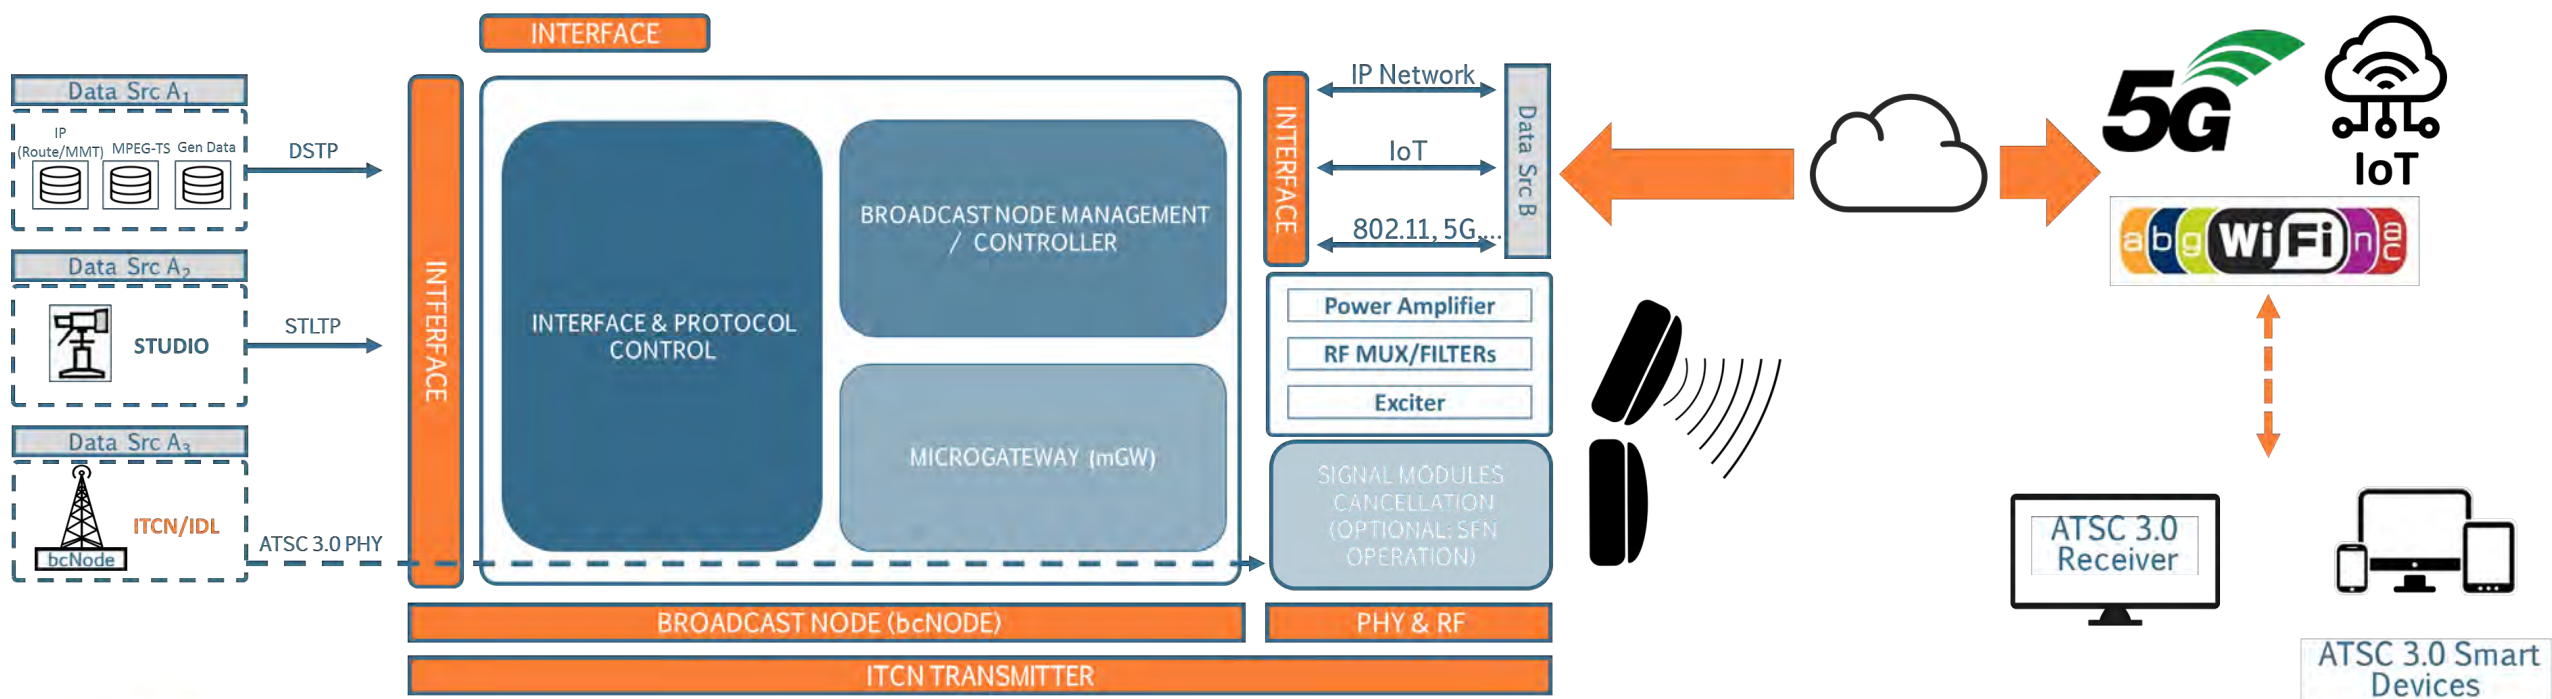 INTERFACE
Data Src A1
IP
(Route/MMT)
MPEG-TS
Gen Data
DSTP
Data Src A2
STUDIO
STLTP
Data Src A3
ITCN/IDL
bcNode
ATSC 3.0 PHY
INTFERFACE
INTERFACE & PROTOCOL
CONTROL
BROADCAST NODE MANAGEMENT
/ CONTROLLER
MICROGATEWAY (mGW)
INTERFACE
IP Network
IoT
802.11, 5G,...
Data Src B
Power Amplifier
RF MUX/FILTERs
Exciter
SIGNAL MODULES
CANCELLATION
(OPTIONAL: SFN
OPERATION)
BROADCAST NODE (bcNODE)
PHY & RF
ITCN TRANSMITTER
5G
IoT
a b g WiFi n ac
ATSC 3.0
Receiver
ATSC 3.0 Smart
Devices